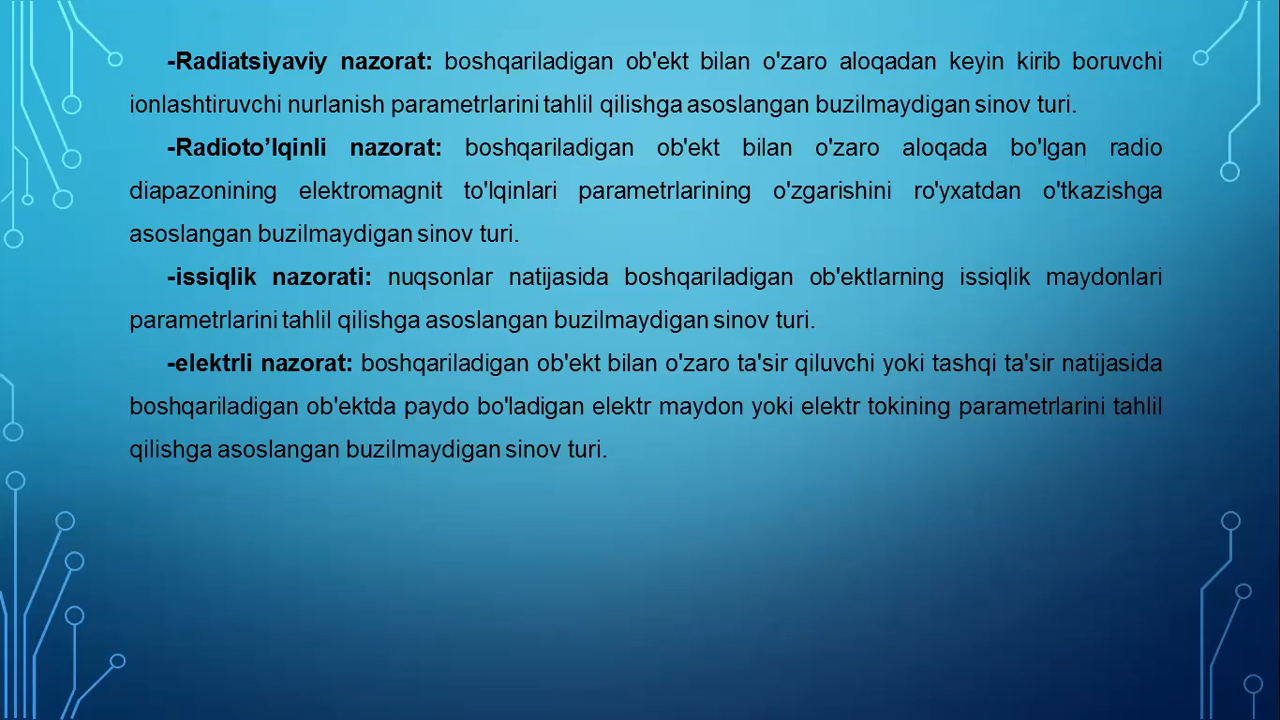 -Radiatsiyaviy nazorat: boshqariladigan ob'ekt bilan o'zaro aloqadan keyin kirib boruvchi
ionlashtiruvchi nurlanish parametrlarini tahlil qilishga asoslangan buzilmaydigan sinov turi.
-Radioto’lqinli nazorat: boshqariladigan ob'ekt bilan o'zaro aloqada bo'lgan radio
diapazonining elektromagnit to'lqinlari parametrlarining o'zgarishini ro'yxatdan o'tkazishga
asoslangan buzilmaydigan sinov turi.
-issiqlik nazorati: nuqsonlar natijasida boshqariladigan ob'ektlarning issiqlik maydonlari
parametrlarini tahlil qilishga asoslangan buzilmaydigan sinov turi.
-elektrli nazorat: boshqariladigan ob'ekt bilan o'zaro ta'sir qiluvchi yoki tashqi ta'sir natijasida
boshqariladigan ob'ektda paydo bo'ladigan elektr maydon yoki elektr tokining parametrlarini tahlil
qilishga asoslangan buzilmaydigan sinov turi.